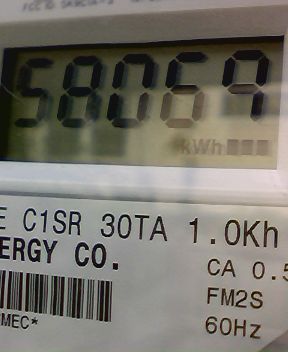 58069
kWh
E C1SR 30TA 1.0Kh
ERGY CO.
CA 0.5
FM2S
MEC*
60Hz